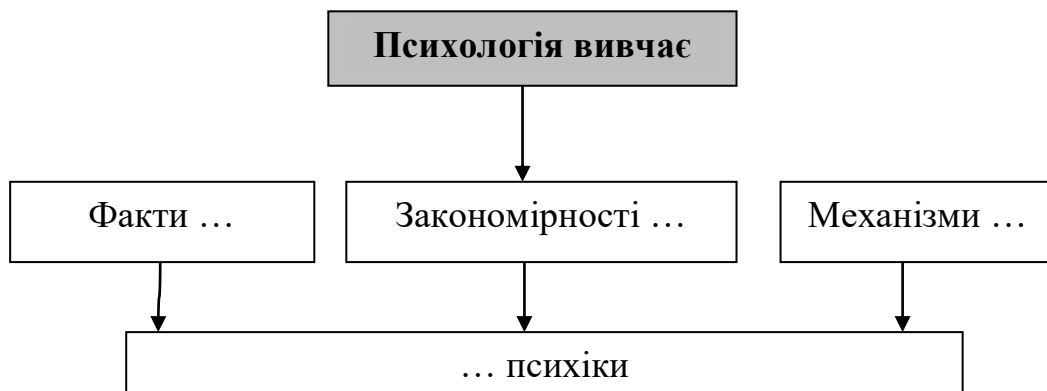 Психологія вивчає
Факти …
Закономірності …
Механізми …
… психіки